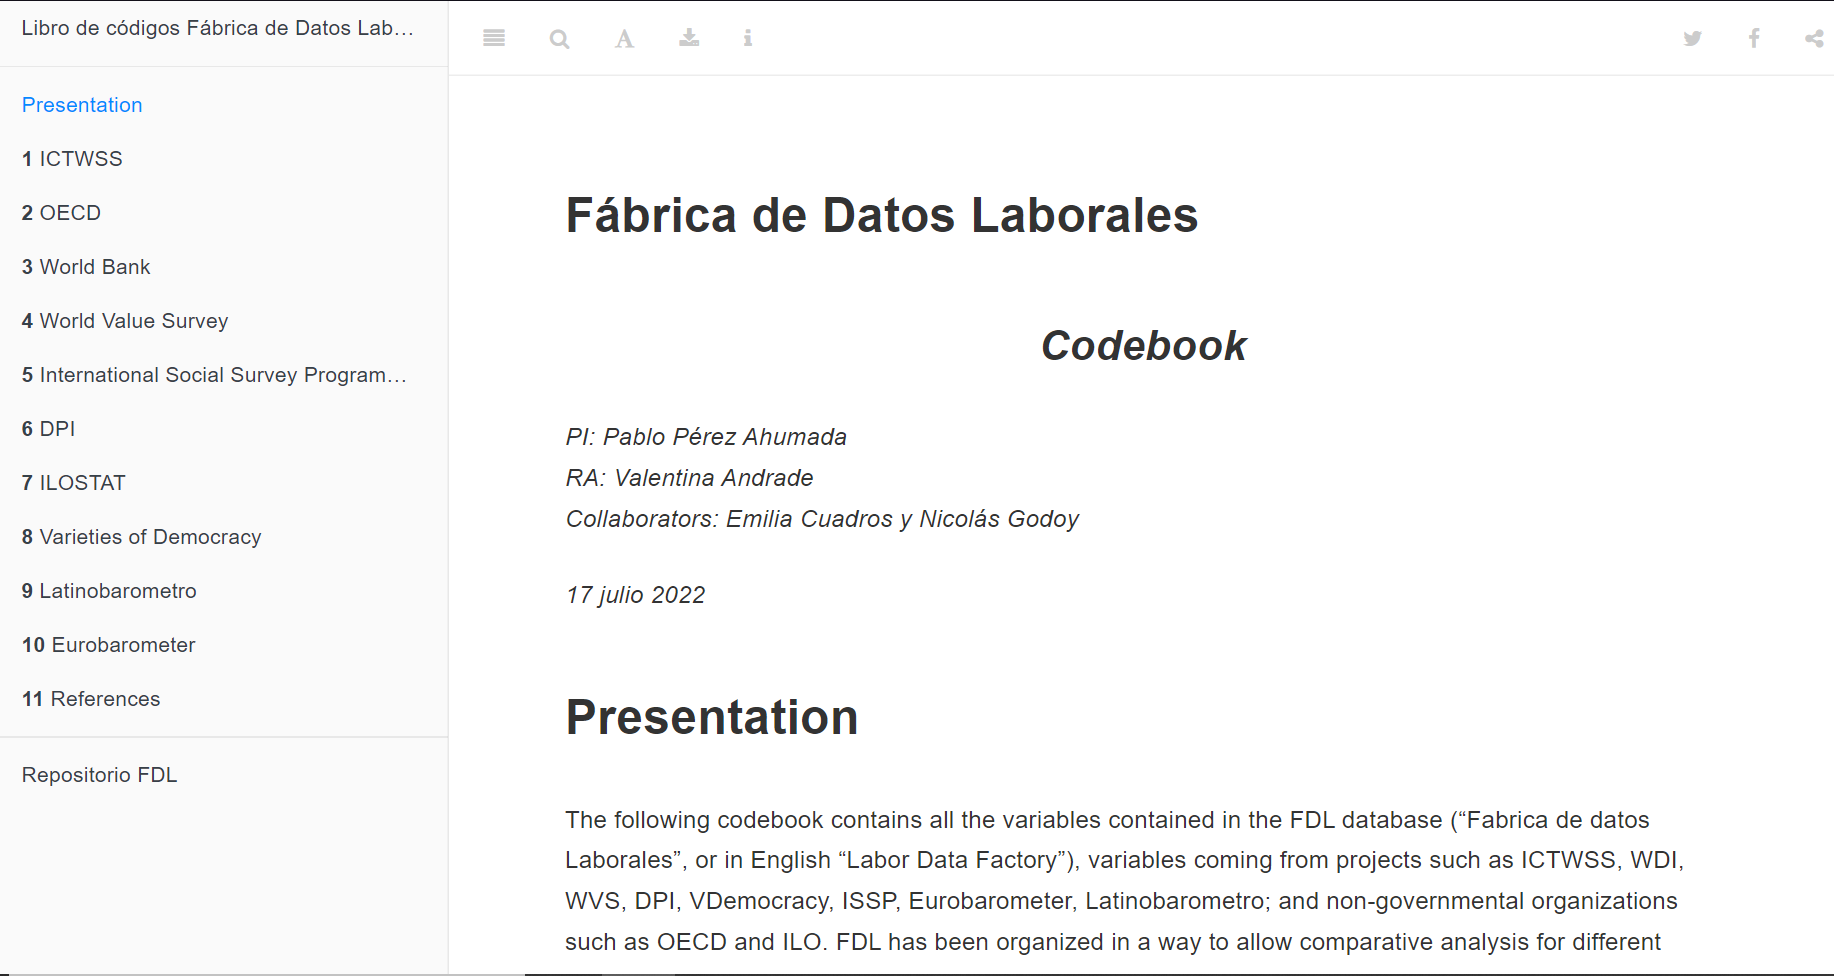 Libro de códigos Fábrica de Datos Lab…
Presentation
1 ICTWSS
2 OECD
3 World Bank
4 World Value Survey
5 International Social Survey Program…
6 DPI
7 ILOSTAT
8 Varieties of Democracy
9 Latinobarometro
10 Eurobarometer
11 References
Repositorio FDL
Fábrica de Datos Laborales
Codebook
PI: Pablo Pérez Ahumada
RA: Valentina Andrade
Collaborators: Emilia Cuadros y Nicolás Godoy
17 julio 2022
Presentation
The following codebook contains all the variables contained in the FDL database (“Fabrica de datos
Laborales”, or in English “Labor Data Factory”), variables coming from projects such as ICTWSS, WDI,
WVS, DPI, VDemocracy, ISSP, Eurobarometer, Latinobarometro; and non-governmental organizations
such as OECD and ILO. FDL has been organized in a way to allow comparative analysis for different